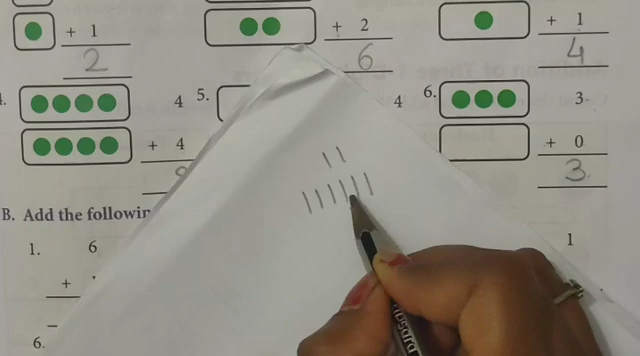 + 1 + 2 + 1
2 6 4
4 5. 4 6. 3
+ 4 + 0
3
B. Add the followin
1. 6 1
+
6.